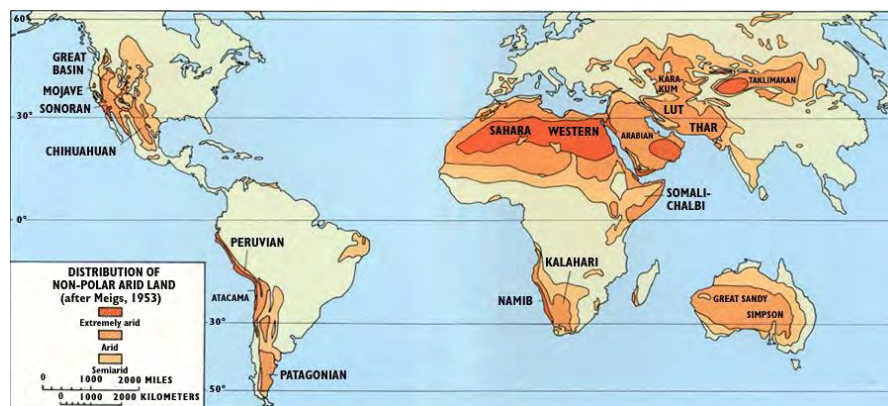 60°
GREAT
BASIN
MOJAVE
SONORAN
30°
CHIHUAHUAN
0°
PERUVIAN
ATACAMA
30°
PATAGONIAN
50°
KARA-
KUM
TAKLIMAKAN
LUT
THAR
SAHARA
WESTERN
ARABIAN
SOMALI-
CHALBI
KALAHARI
NAMIB
GREAT SANDY
SIMPSON
DISTRIBUTION OF
NON-POLAR ARID LAND
(after Meigs, 1953)
Extremely arid
Arid
Semiarid
0 1000 2000 MILES
0 1000 2000 KILOMETERS